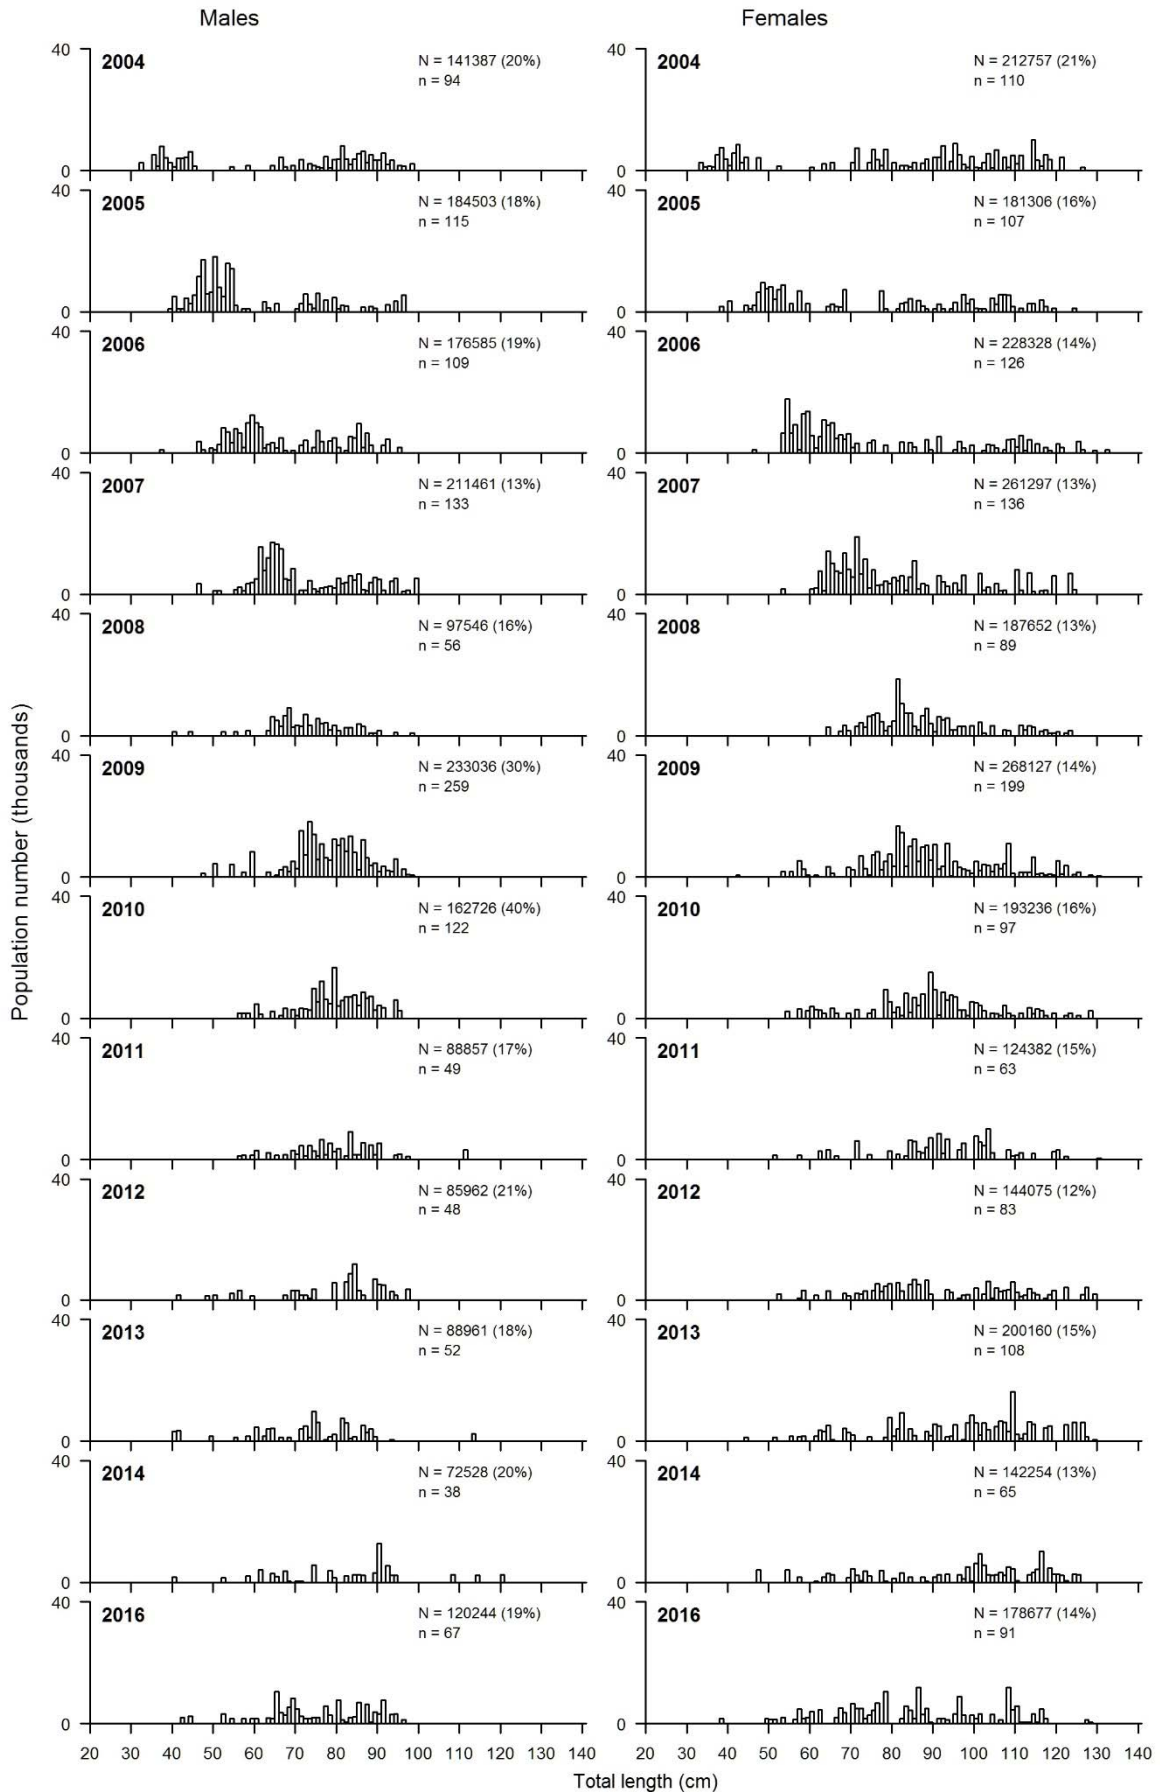 Males Females
40 2004 N = 141387 (20%) 40 2004 N = 212757 (21%)
n = 94 n = 110
0 0
40 2005 N = 184503 (18%) 40 2005 N = 181306 (16%)
n = 115 n = 107
0 0
40 2006 N = 176585 (19%) 40 2006 N = 228328 (14%)
n = 109 n = 126
0 0
40 2007 N = 211461 (13%) 40 2007 N = 261297 (13%)
n = 133 n = 136
0 0
40 2008 N = 97546 (16%) 40 2008 N = 187652 (13%)
n = 56 n = 89
0 0
40 2009 N = 233036 (30%) 40 2009 N = 268127 (14%)
n = 259 n = 199
0 0
40 2010 N = 162726 (40%) 40 2010 N = 193236 (16%)
n = 122 n = 97
0 0
40 2011 N = 88857 (17%) 40 2011 N = 124382 (15%)
n = 49 n = 63
0 0
40 2012 N = 85962 (21%) 40 2012 N = 144075 (12%)
n = 48 n = 83
0 0
40 2013 N = 88961 (18%) 40 2013 N = 200160 (15%)
n = 52 n = 108
0 0
40 2014 N = 72528 (20%) 40 2014 N = 142254 (13%)
n = 38 n = 65
0 0
40 2016 N = 120244 (19%) 40 2016 N = 178677 (14%)
n = 67 n = 91
0 0
20 30 40 50 60 70 80 90 100 110 120 130 140 20 30 40 50 60 70 80 90 100 110 120 130 140
Population number (thousands)
Total length (cm)